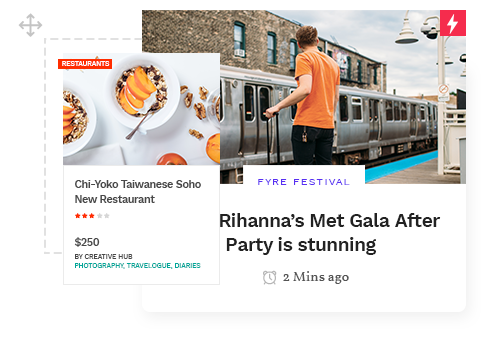 RESTAURANTS
Chi-Yoko Taiwanese Soho
New Restaurant
$250
BY CREATIVE HUB
PHOTOGRAPHY, TRAVELOGUE, DIARIES
FYRE FESTIVAL
Rihanna's Met Gala After
Party is stunning
2 Mins ago